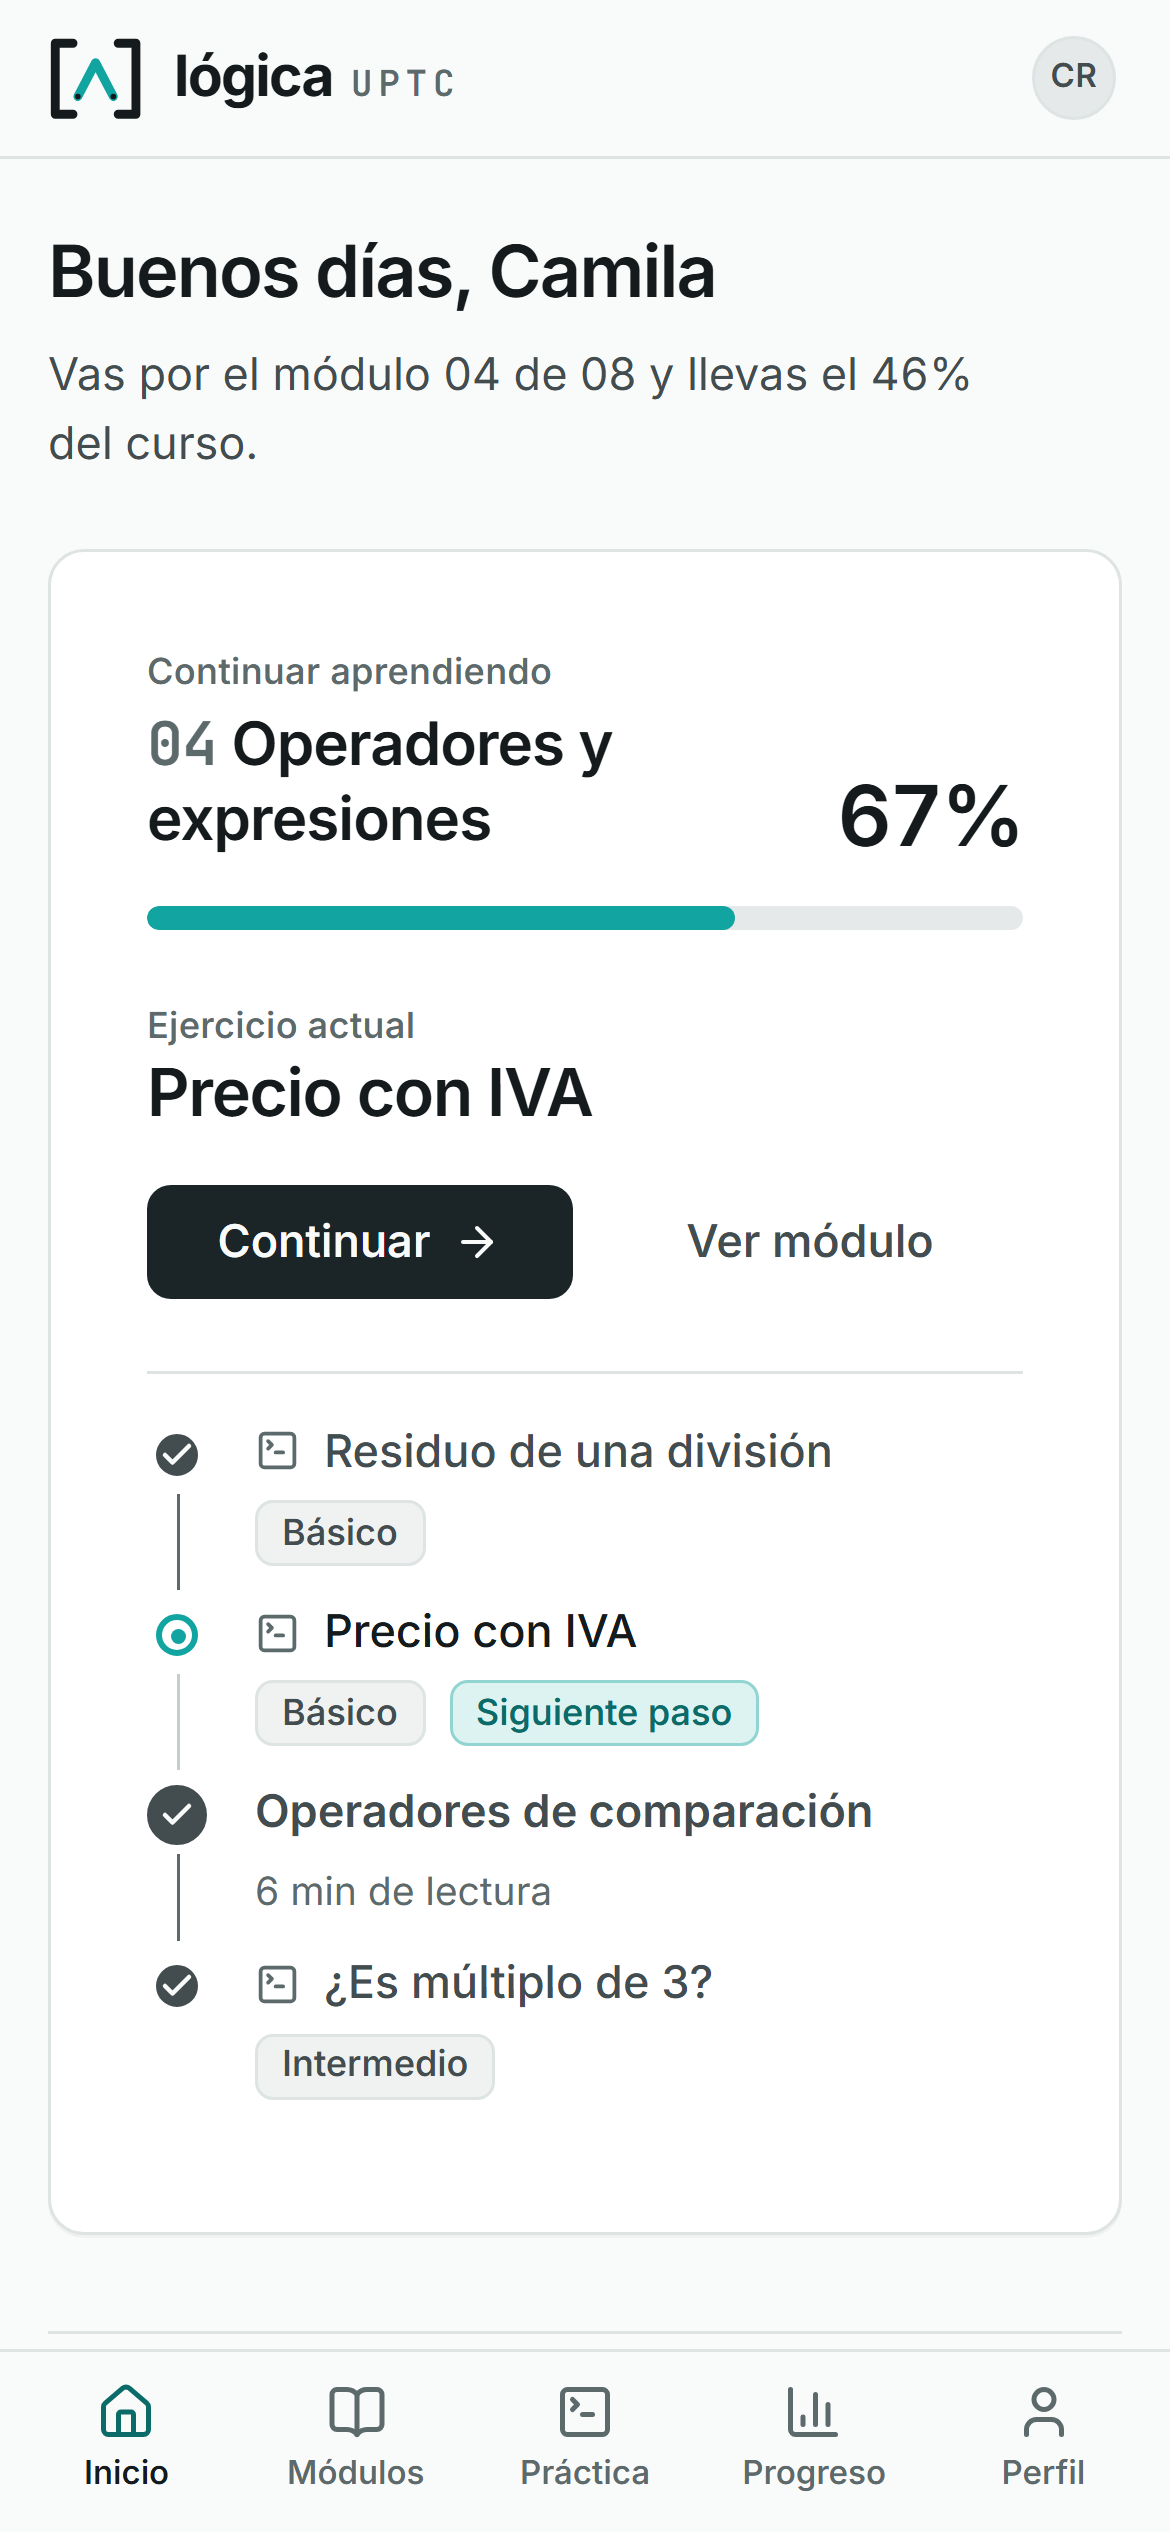 lógica UPTC
CR
Buenos días, Camila
Vas por el módulo 04 de 08 y llevas el 46%
del curso.
Continuar aprendiendo
04 Operadores y
expresiones
67%
Ejercicio actual
Precio con IVA
Continuar
Ver módulo
Residuo de una división
Básico
Precio con IVA
Básico
Siguiente paso
Operadores de comparación
6 min de lectura
¿Es múltiplo de 3?
Intermedio
Inicio
Módulos
Práctica
Progreso
Perfil